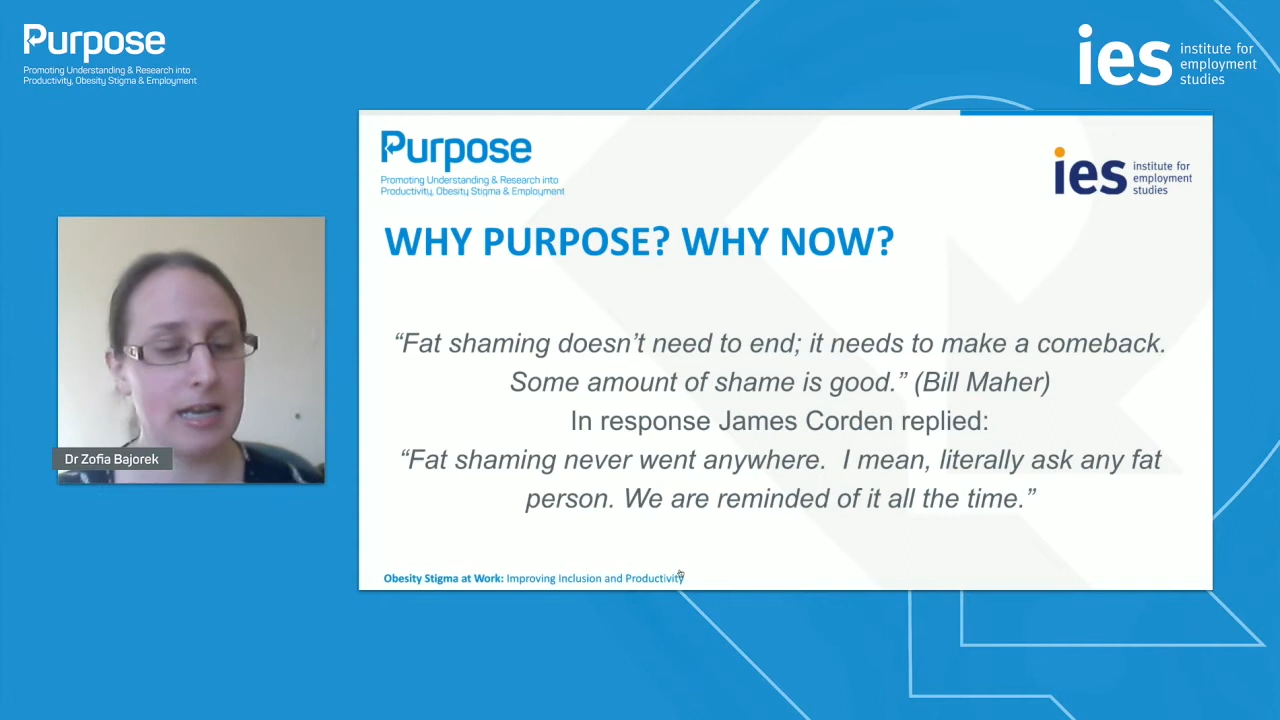 Purpose
Promoting Understanding & Research into
Productivity, Obesity Stigma & Employment
ies institute for
employment
studies
Purpose
Promoting Understanding & Research into
Productivity, Obesity Stigma & Employment
ies institute for
employment
studies
WHY PURPOSE? WHY NOW?
“Fat shaming doesn’t need to end; it needs to make a comeback.
Some amount of shame is good.” (Bill Maher)
In response James Corden replied:
“Fat shaming never went anywhere.  I mean, literally ask any fat
person. We are reminded of it all the time.”
Dr Zofia Bajorek
Obesity Stigma at Work: Improving Inclusion and Productivity